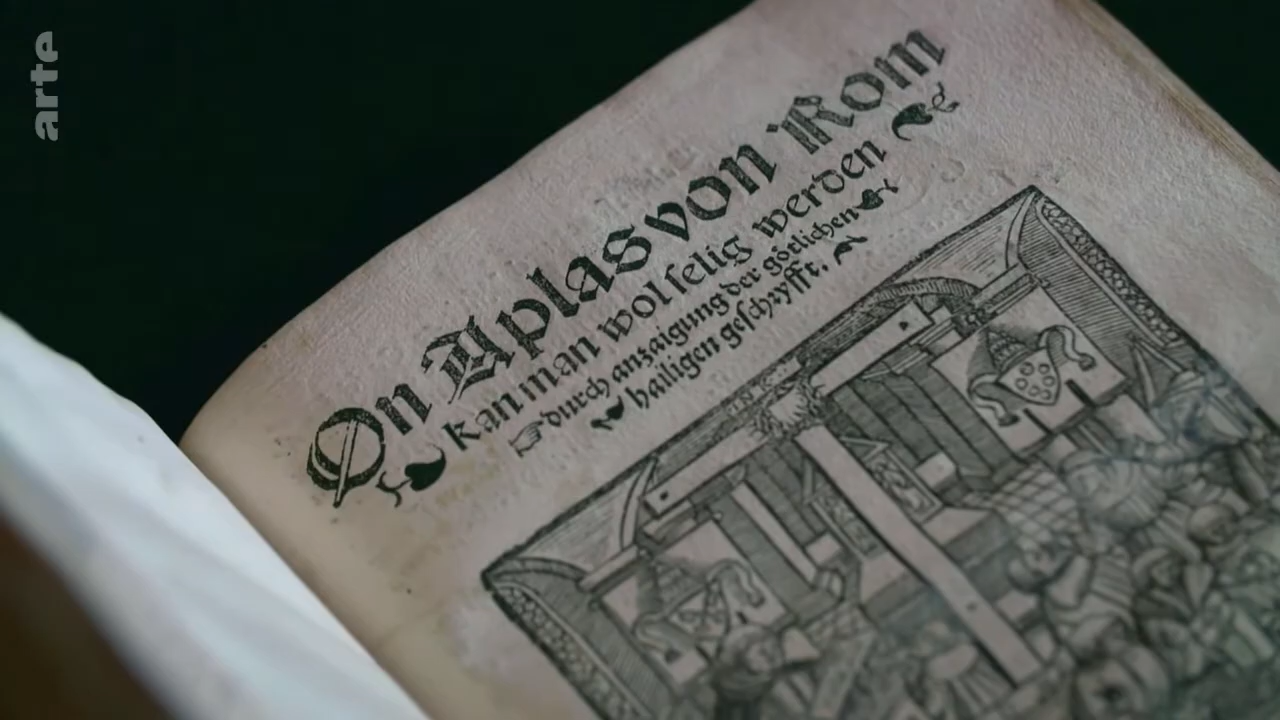 arte
On Aplas von Rom
kan man wol selig werden
durch anzaigung der götlichen
hailigen geschryfft.